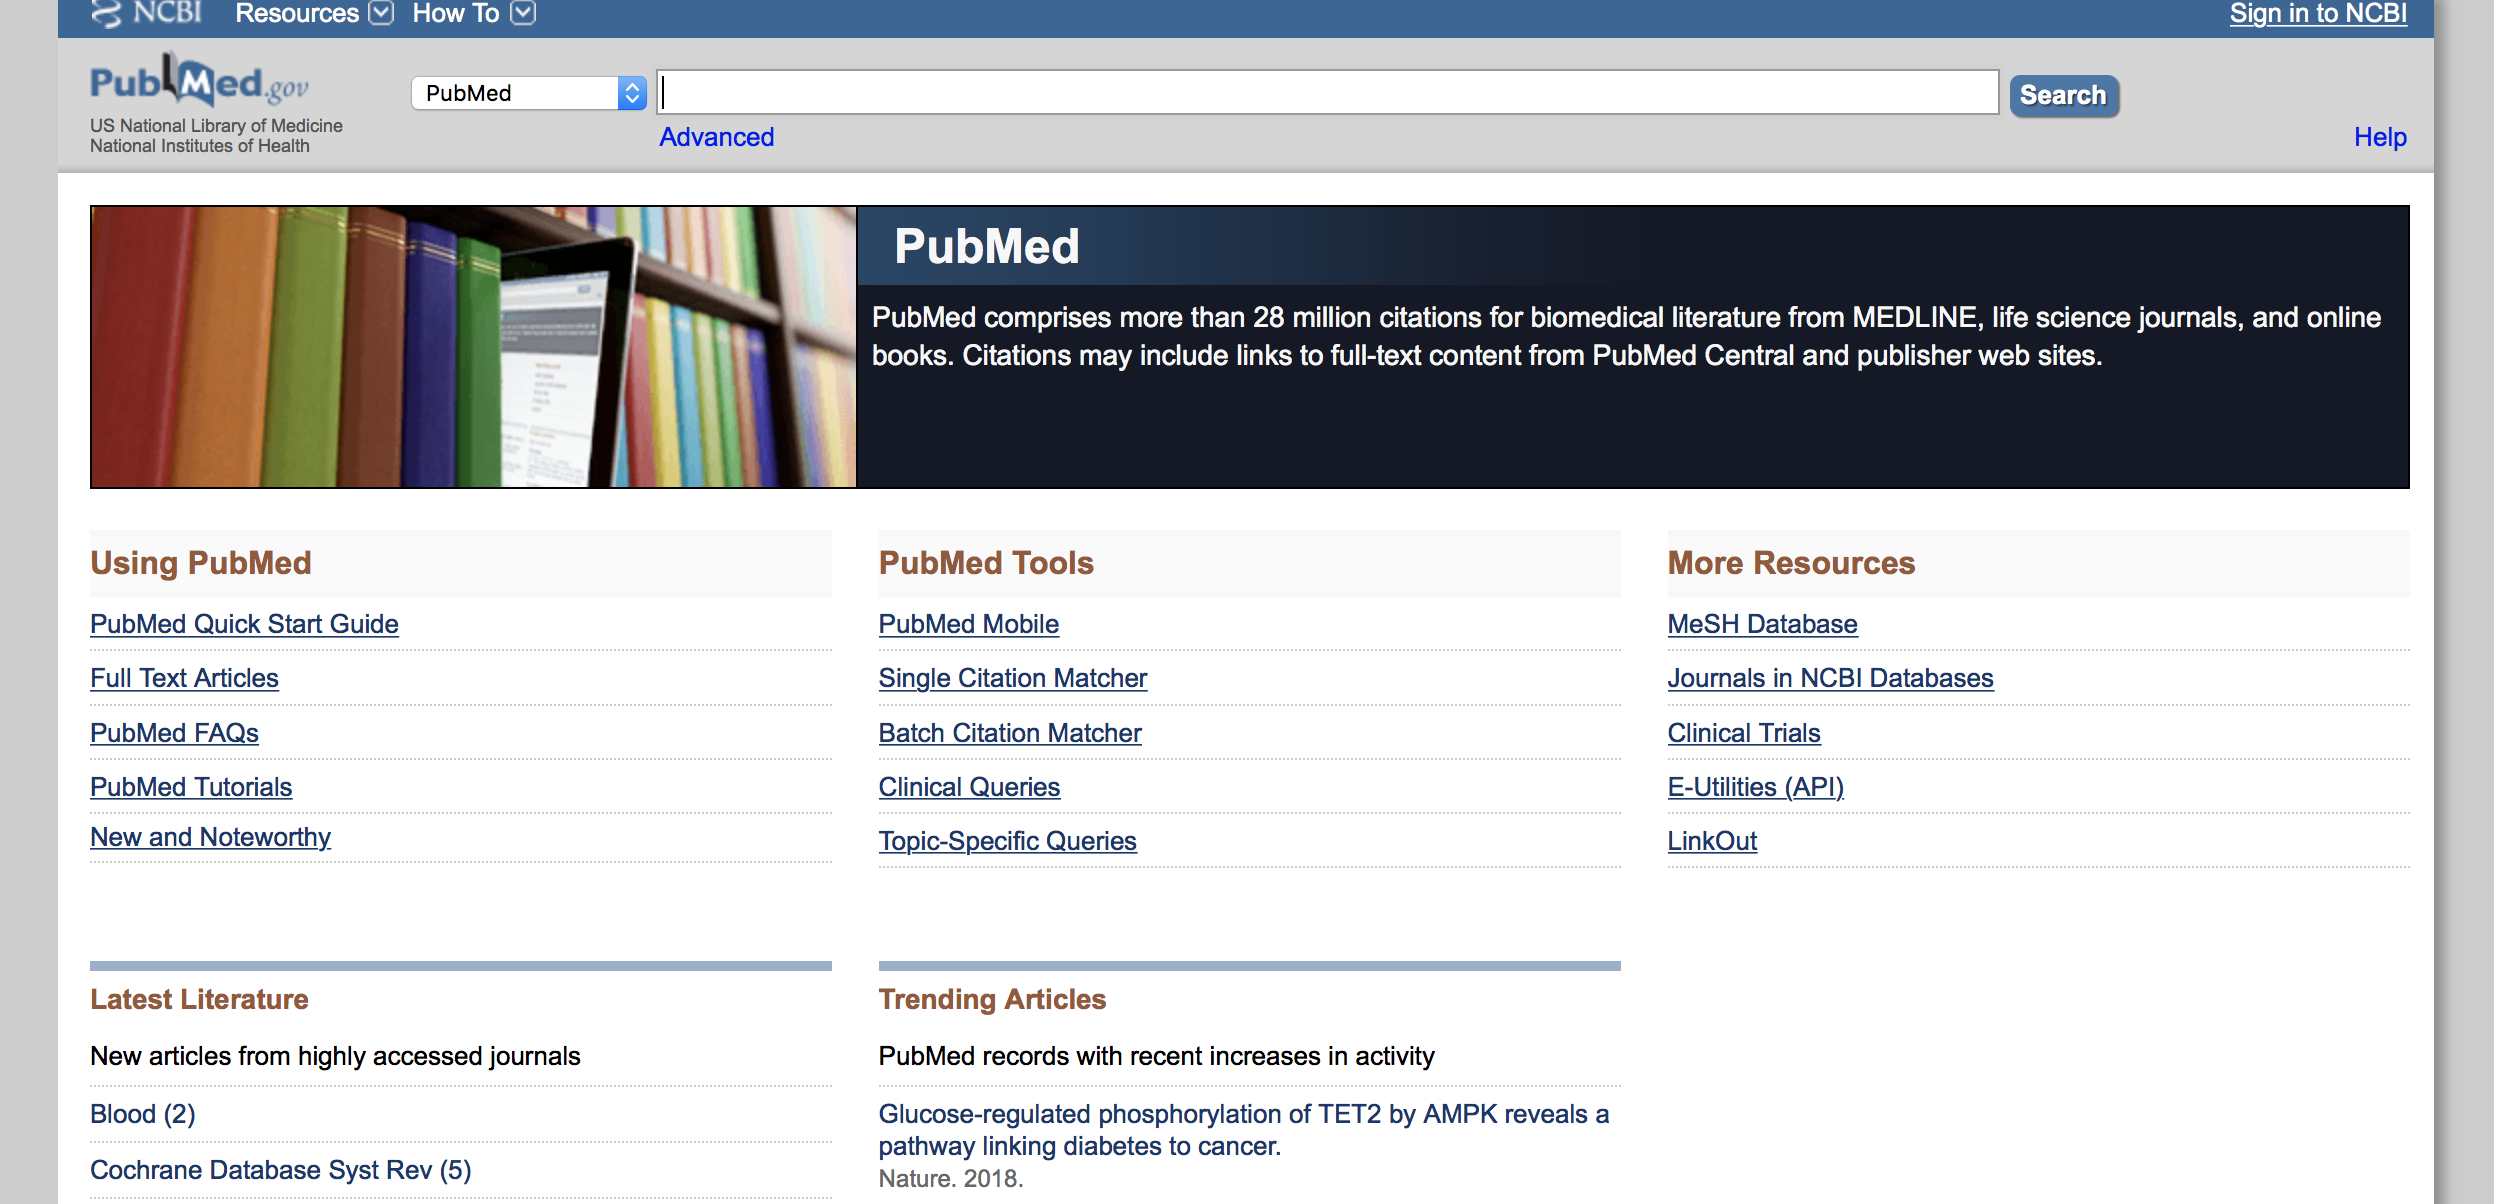 NCBI Resources How To Sign in to NCBI
PubMed.gov
US National Library of Medicine
National Institutes of Health
PubMed
Search
Advanced
Help
PubMed
PubMed comprises more than 28 million citations for biomedical literature from MEDLINE, life science journals, and online
books. Citations may include links to full-text content from PubMed Central and publisher web sites.
Using PubMed
PubMed Quick Start Guide
Full Text Articles
PubMed FAQs
PubMed Tutorials
New and Noteworthy
PubMed Tools
PubMed Mobile
Single Citation Matcher
Batch Citation Matcher
Clinical Queries
Topic-Specific Queries
More Resources
MeSH Database
Journals in NCBI Databases
Clinical Trials
E-Utilities (API)
LinkOut
Latest Literature
New articles from highly accessed journals
Blood (2)
Cochrane Database Syst Rev (5)
Trending Articles
PubMed records with recent increases in activity
Glucose-regulated phosphorylation of TET2 by AMPK reveals a
pathway linking diabetes to cancer.
Nature. 2018.